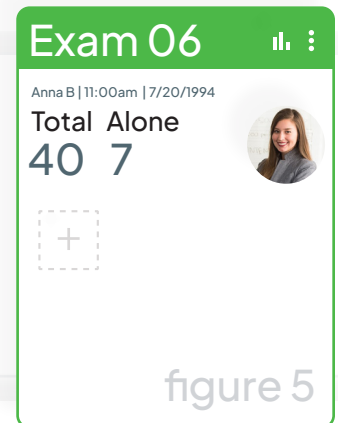 Exam 06
Anna B | 11:00am | 7/20/1994
Total Alone
40 7
figure 5